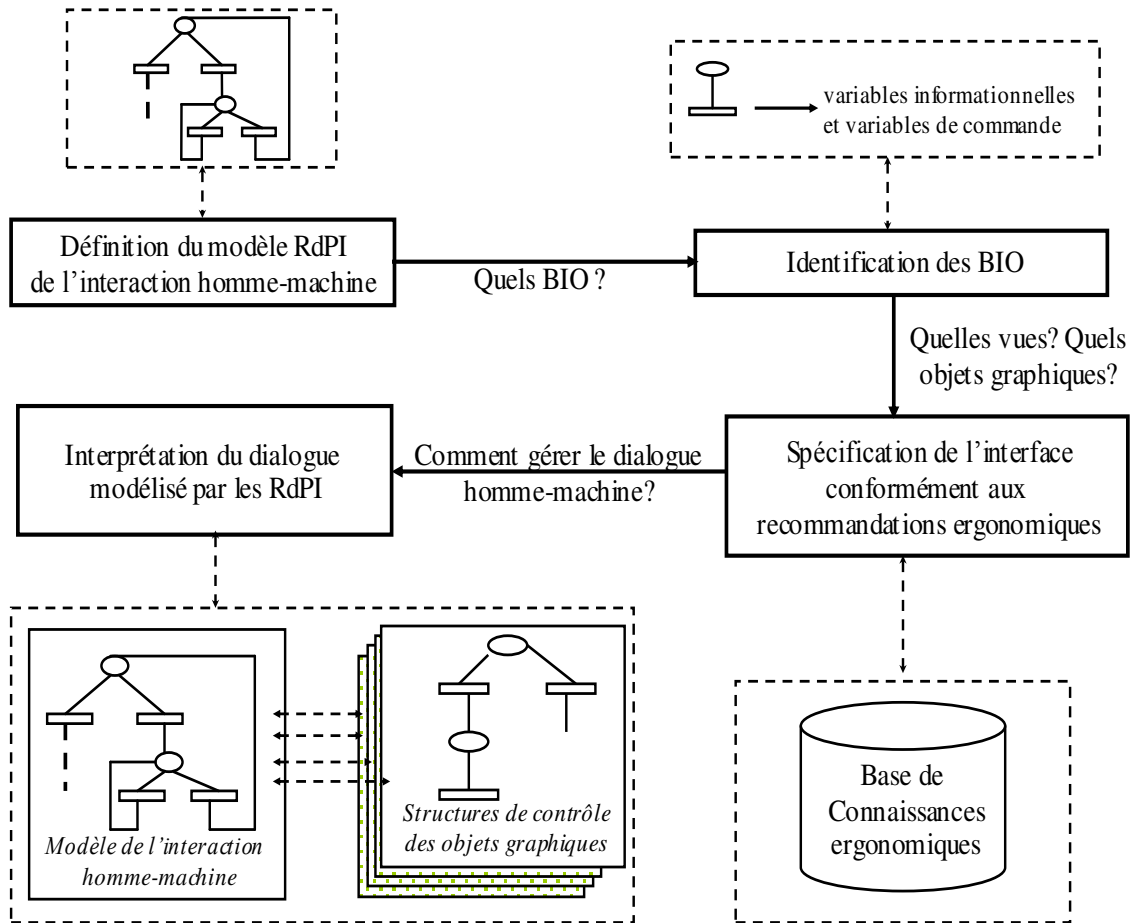 variables informationnelles
et variables de commande
Définition du modèle RdPI
de l'interaction homme-machine
Quels BIO ?
Identification des BIO
Quelles vues? Quels
objets graphiques?
Interprétation du dialogue
modélisé par les RdPI
Comment gérer le dialogue
homme-machine?
Spécification de l'interface
conformément aux
recommandations ergonomiques
Modèle de l'interaction
homme-machine
Structures de contrôle
des objets graphiques
Base de
Connaissances
ergonomiques